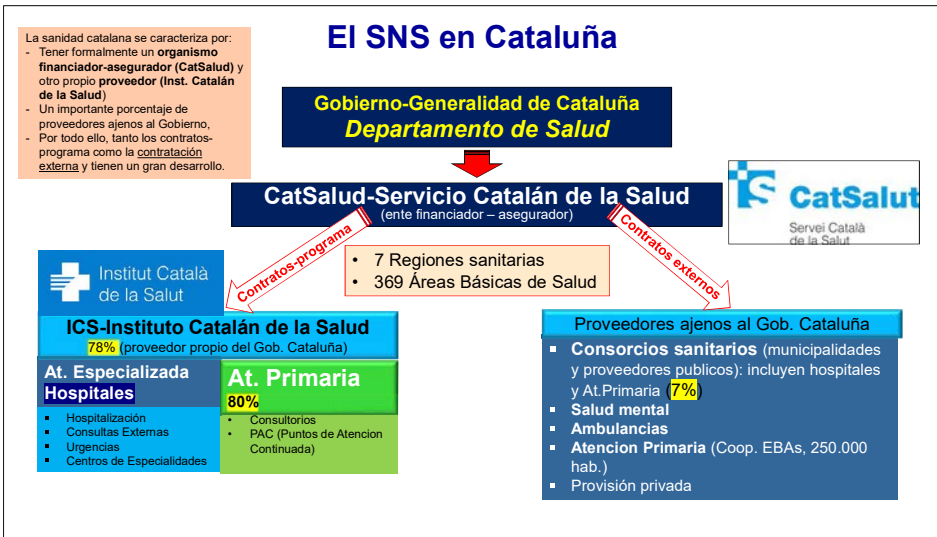 El SNS en Cataluña
La sanidad catalana se caracteriza por:
- Tener formalmente un organismo
financiador-asegurador (CatSalud) y
otro propio proveedor (Inst. Catalán
de la Salud)
- Un importante porcentaje de
proveedores ajenos al Gobierno,
- Por todo ello, tanto los contratos-
programa como la contratación
externa y tienen un gran desarrollo.
Gobierno-Generalidad de Cataluña
Departamento de Salud
CatSalud-Servicio Catalán de la Salud
(ente financiador – asegurador)
CatSalut
Servei Català
de la Salut
Contratos-programa
Contratos externos
• 7 Regiones sanitarias
• 369 Áreas Básicas de Salud
Institut Català
de la Salut
ICS-Instituto Catalán de la Salud
78% (proveedor propio del Gob. Cataluña)
At. Especializada
Hospitales
▪ Hospitalización
▪ Consultas Externas
▪ Urgencias
▪ Centros de Especialidades
At. Primaria
80%
• Consultorios
• PAC (Puntos de Atencion
Continuada)
Proveedores ajenos al Gob. Cataluña
▪ Consorcios sanitarios (municipalidades
y proveedores publicos): incluyen hospitales
y At.Primaria (7%)
▪ Salud mental
▪ Ambulancias
▪ Atencion Primaria (Coop. EBAs, 250.000
hab.)
▪ Provisión privada